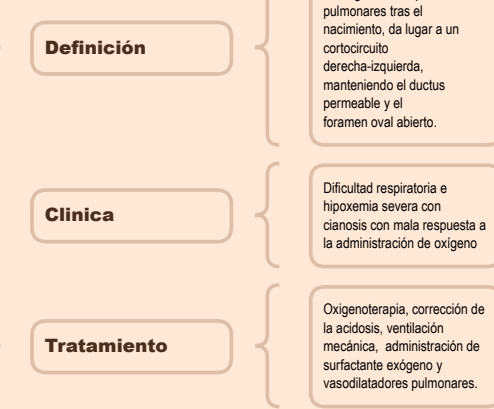 Definición
pulmonares tras el
nacimiento, da lugar a un
cortocircuito
derecha-izquierda,
manteniendo el ductus
permeable y el
foramen oval abierto.
Clinica
Dificultad respiratoria e
hipoxemia severa con
cianosis con mala respuesta a
la administración de oxígeno
Tratamiento
Oxigenoterapia, corrección de
la acidosis, ventilación
mecánica, administración de
surfactante exógeno y
vasodilatadores pulmonares.